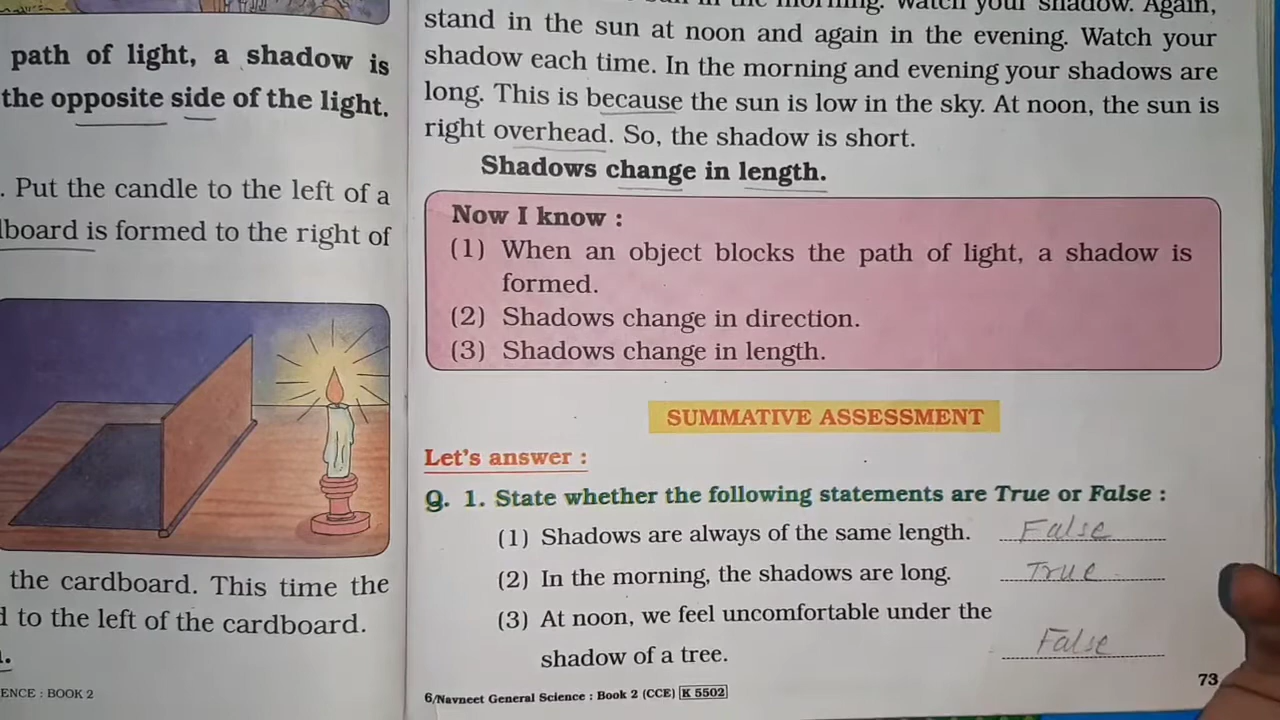 path of light, a shadow is
the opposite side of the light.
. Put the candle to the left of a
board is formed to the right of
the cardboard. This time the
to the left of the cardboard.
ENCE : BOOK 2
in the morning. Watch your shadow. Again,
stand in the sun at noon and again in the evening. Watch your
shadow each time. In the morning and evening your shadows are
long. This is because the sun is low in the sky. At noon, the sun is
right overhead. So, the shadow is short.
Shadows change in length.
Now I know :
(1) When an object blocks the path of light, a shadow is
formed.
(2) Shadows change in direction.
(3) Shadows change in length.
SUMMATIVE ASSESSMENT
Let's answer :
Q. 1. State whether the following statements are True or False :
(1) Shadows are always of the same length. False
(2) In the morning, the shadows are long. True
(3) At noon, we feel uncomfortable under the
shadow of a tree. False
73
6/Navneet General Science : Book 2 (CCE) K 5502